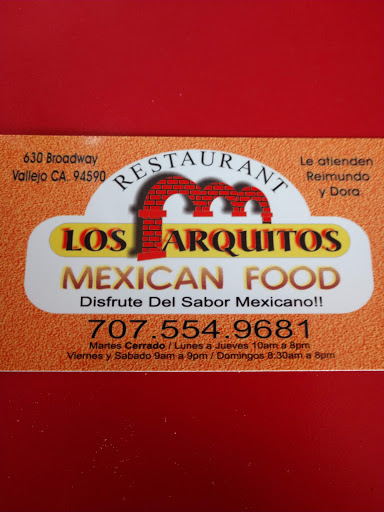 630 Broadway
Vallejo CA. 94590
RESTAURANT
Le atienden
Reimundo
y Dora.
LOS ARQUITOS
MEXICAN FOOD
Disfrute Del Sabor Mexicano!!
707.554.9681
Martes Cerrado / Lunes a Jueves 10am a 8pm
Viernes y Sabado 9am a 9pm / Domingos 8:30am a 8pm